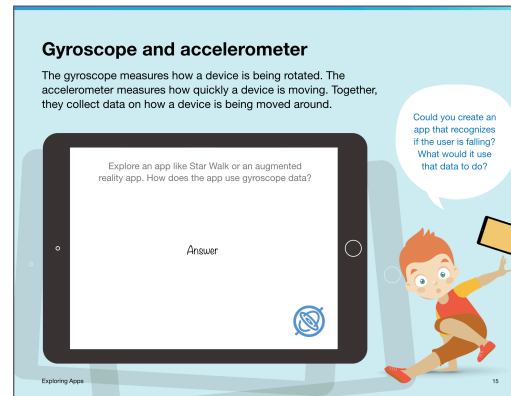 Gyroscope and accelerometer
The gyroscope measures how a device is being rotated. The
accelerometer measures how quickly a device is moving. Together,
they collect data on how a device is being moved around.
Could you create an
app that recognizes
if the user is falling?
What would it use
that data to do?
Explore an app like Star Walk or an augmented
reality app. How does the app use gyroscope data?
Answer
Exploring Apps
15